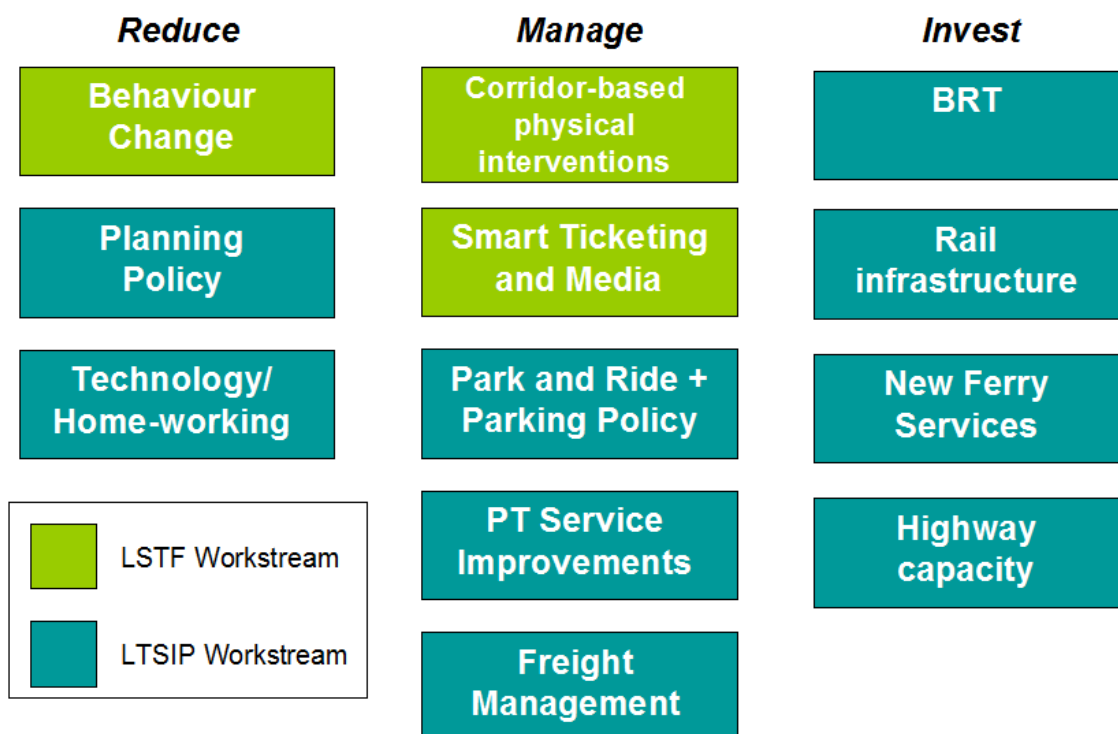 Reduce
Behaviour
Change
Planning
Policy
Technology/
Home-working
LSTF Workstream
LTSIP Workstream
Manage
Corridor-based
physical
interventions
Smart Ticketing
and Media
Park and Ride +
Parking Policy
PT Service
Improvements
Freight
Management
Invest
BRT
Rail
infrastructure
New Ferry
Services
Highway
capacity